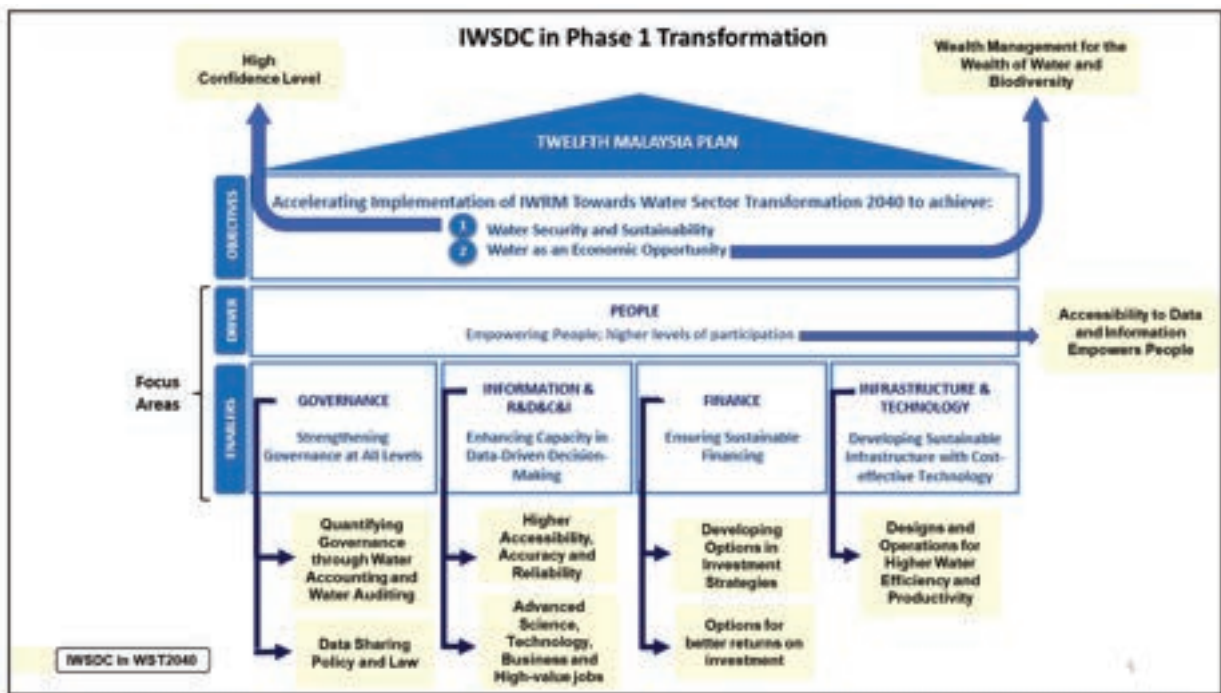 IWSDC in Phase 1 Transformation
High
Confidence Level
Wealth Management for the
Wealth of Water and
Biodiversity
TWELFTH MALAYSIA PLAN
OBJECTIVES
Accelerating Implementation of IWRM Towards Water Sector Transformation 2040 to achieve:
1 Water Security and Sustainability
2 Water as an Economic Opportunity
DRIVER
PEOPLE
Empowering People; higher levels of participation
Accessibility to Data
and Information
Empowers People
Focus
Areas
ENABLERS
GOVERNANCE
Strengthening
Governance at All Levels
INFORMATION &
R&D&C&I
Enhancing Capacity in
Data-Driven Decision-
Making
FINANCE
Ensuring Sustainable
Financing
INFRASTRUCTURE &
TECHNOLOGY
Developing Sustainable
Infrastructure with Cost-
effective Technology
Quantifying
Governance
through Water
Accounting and
Water Auditing
Data Sharing
Policy and Law
Higher
Accessibility,
Accuracy and
Reliability
Advanced
Science,
Technology,
Business and
High-value jobs
Developing
Options in
Investment
Strategies
Options for
better returns on
investment
Designs and
Operations for
Higher Water
Efficiency and
Productivity
IWSDC in WST2040